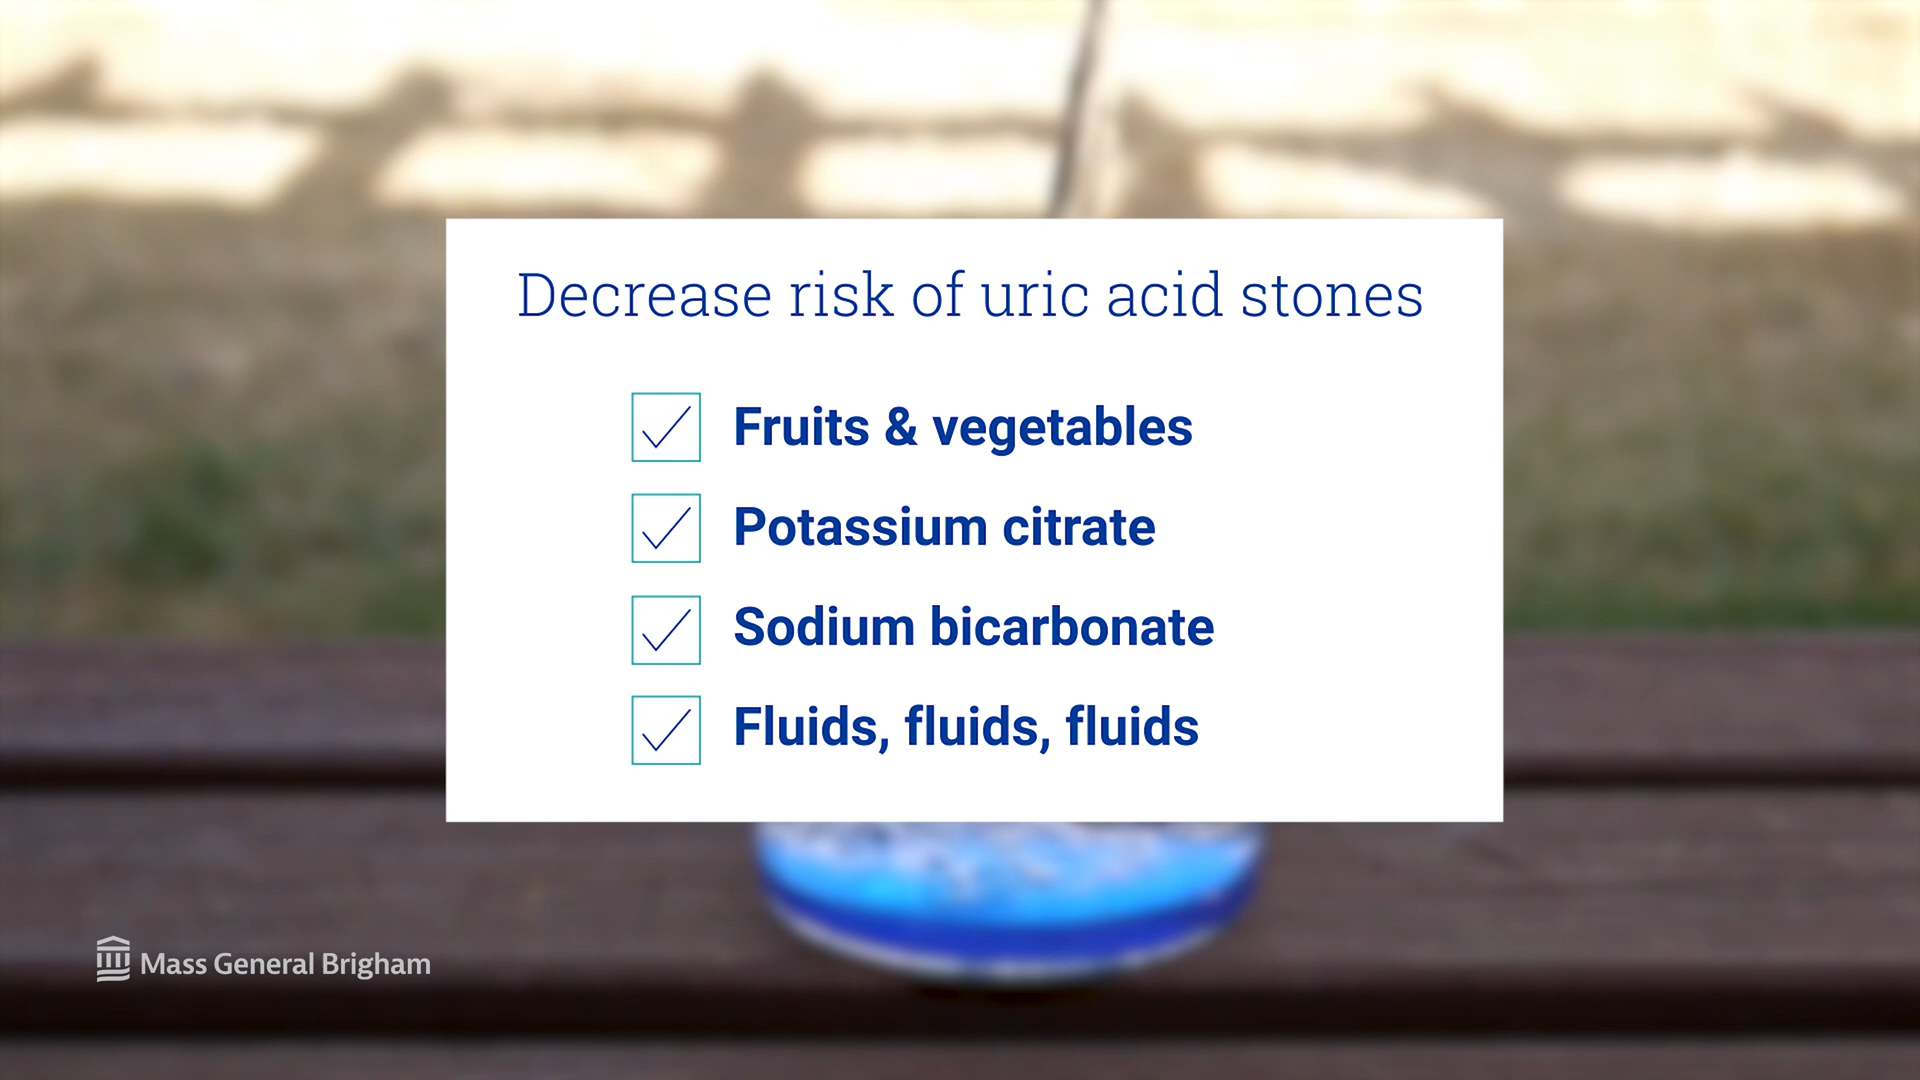 Decrease risk of uric acid stones
Fruits & vegetables
Potassium citrate
Sodium bicarbonate
Fluids, fluids, fluids
Mass General Brigham